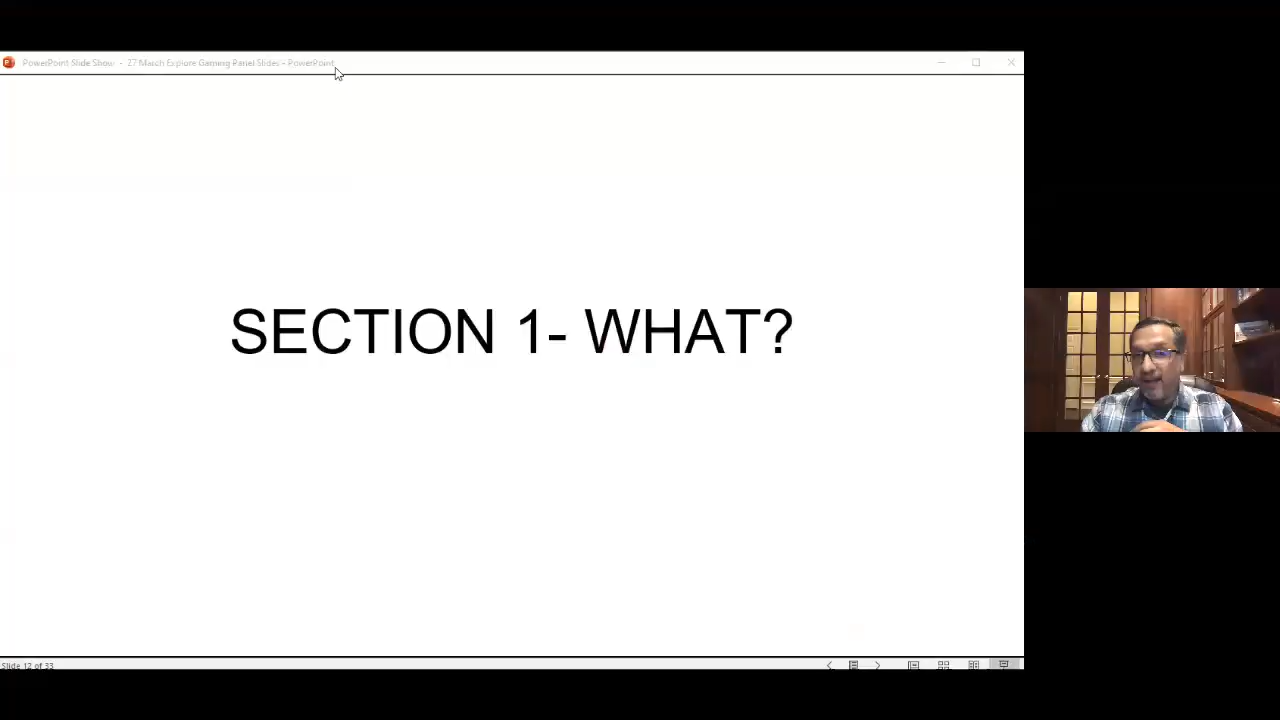 PowerPoint Slide Show - 27 March Explore Gaming Panel Slides - PowerPoint
SECTION 1- WHAT?
Slide 12 of 33